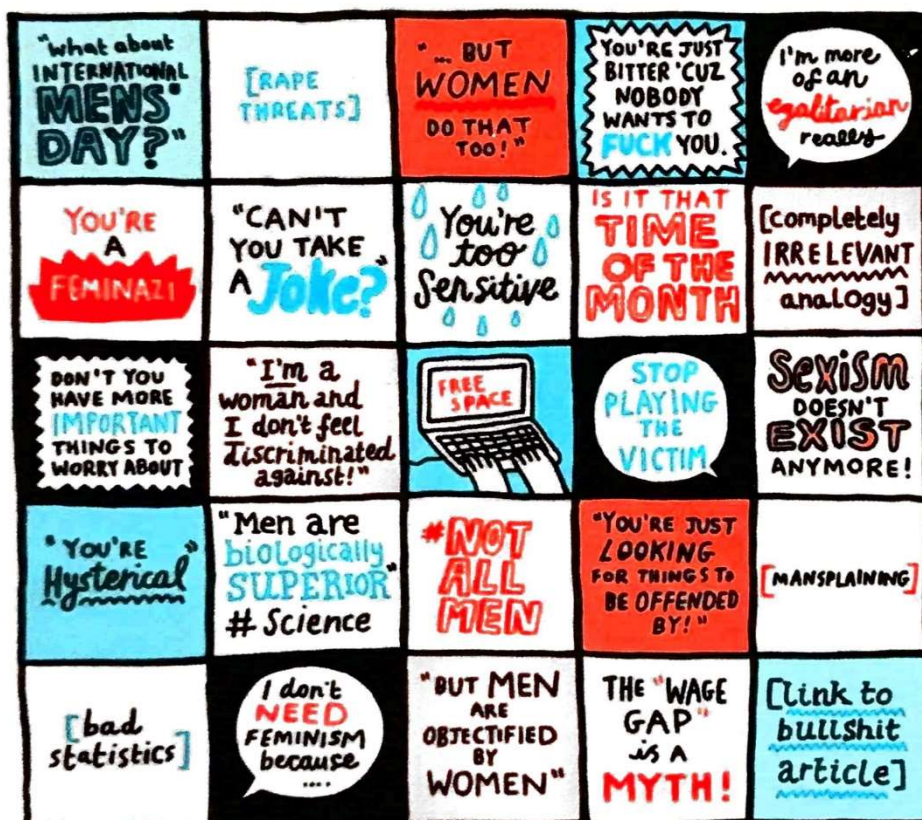 "What about
INTERNATIONAL
MENS'
DAY?"
[RAPE
THREATS]
"... BUT
WOMEN
DO THAT
TOO!"
YOU'RE JUST
BITTER 'CUZ
NOBODY
WANTS TO
FUCK YOU.
I'm more
of an
egalitarian
really
YOU'RE
A
FEMINAZI
"CAN'T
YOU TAKE
A Joke?"
You're
too
Sensitive
IS IT THAT
TIME
OF THE
MONTH
[completely
IRRELEVANT
analogy]
DON'T YOU
HAVE MORE
IMPORTANT
THINGS TO
WORRY ABOUT
"I'm a
woman and
I don't feel
discriminated
against!"
FREE
SPACE
STOP
PLAYING
THE
VICTIM
Sexism
DOESN'T
EXIST
ANYMORE!
"YOU'RE
Hysterical"
"Men are
biologically
SUPERIOR"
# Science
#NOT
ALL
MEN
"YOU'RE JUST
LOOKING
FOR THINGS TO
BE OFFENDED
BY!"
[MANSPLAINING]
[bad
statistics]
I don't
NEED
FEMINISM
because
....
"BUT MEN
ARE
OBJECTIFIED
BY
WOMEN"
THE "WAGE
GAP"
is A
MYTH!
[link to
bullshit
article]